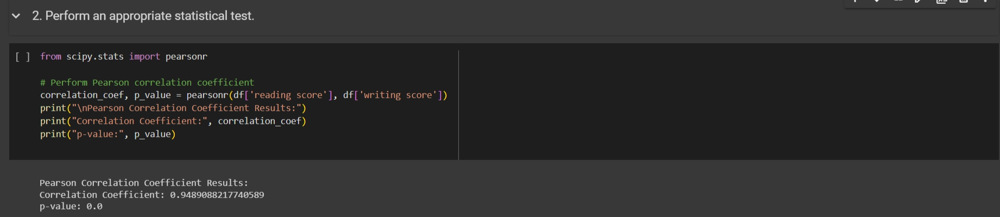 2. Perform an appropriate statistical test.
[ ] from scipy.stats import pearsonr
# Perform Pearson correlation coefficient
correlation_coef, p_value = pearsonr(df['reading score'], df['writing score'])
print("\nPearson Correlation Coefficient Results:")
print("Correlation Coefficient:", correlation_coef)
print("p-value:", p_value)
Pearson Correlation Coefficient Results:
Correlation Coefficient: 0.9489088217740589
p-value: 0.0